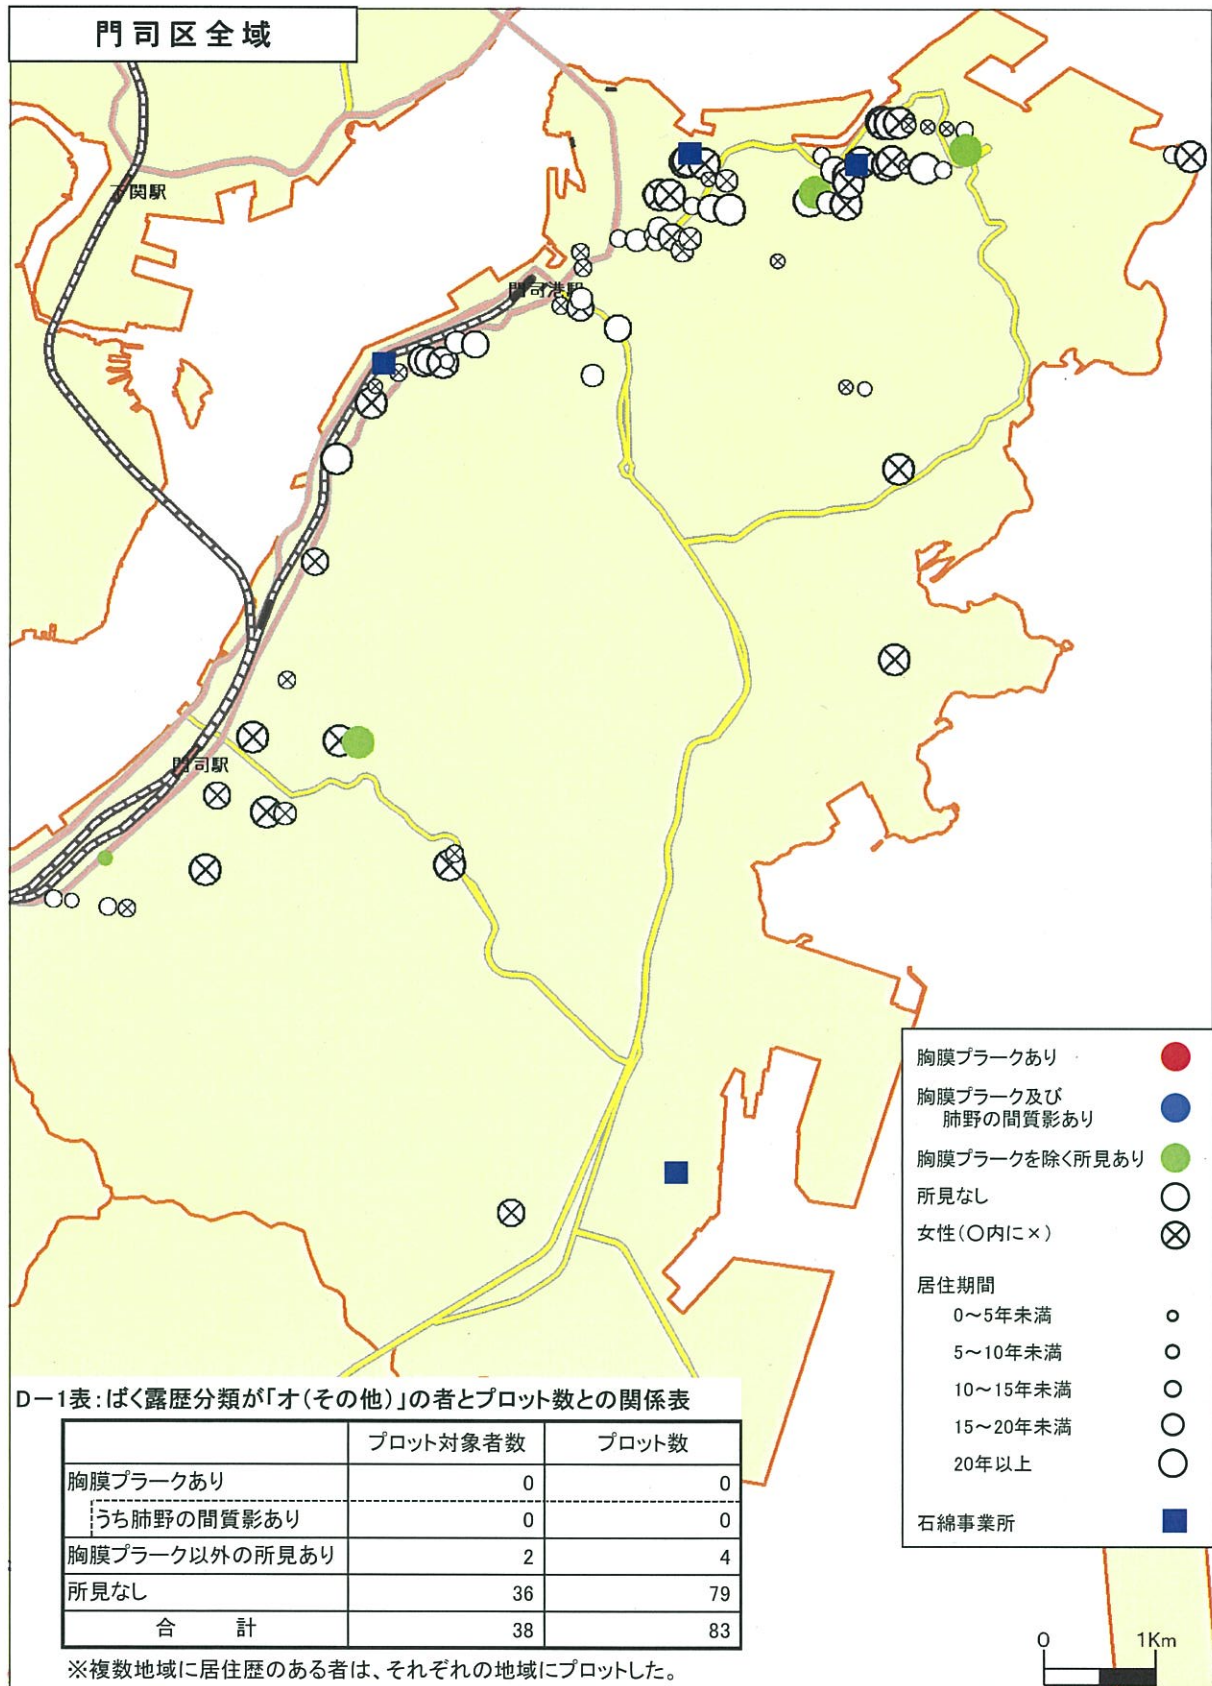 門司区全域
下関駅
門司港駅
門司駅
胸膜プラークあり
胸膜プラーク及び
肺野の間質影あり
胸膜プラークを除く所見あり
所見なし
女性(○内に×)
居住期間
0～5年未満
5～10年未満
10～15年未満
15～20年未満
20年以上
石綿事業所
D－1表：ばく露歴分類が「オ(その他)」の者とプロット数との関係表
プロット対象者数 プロット数
胸膜プラークあり 0 0
うち肺野の間質影あり 0 0
胸膜プラーク以外の所見あり 2 4
所見なし 36 79
合 計 38 83
※複数地域に居住歴のある者は、それぞれの地域にプロットした。
0 1Km